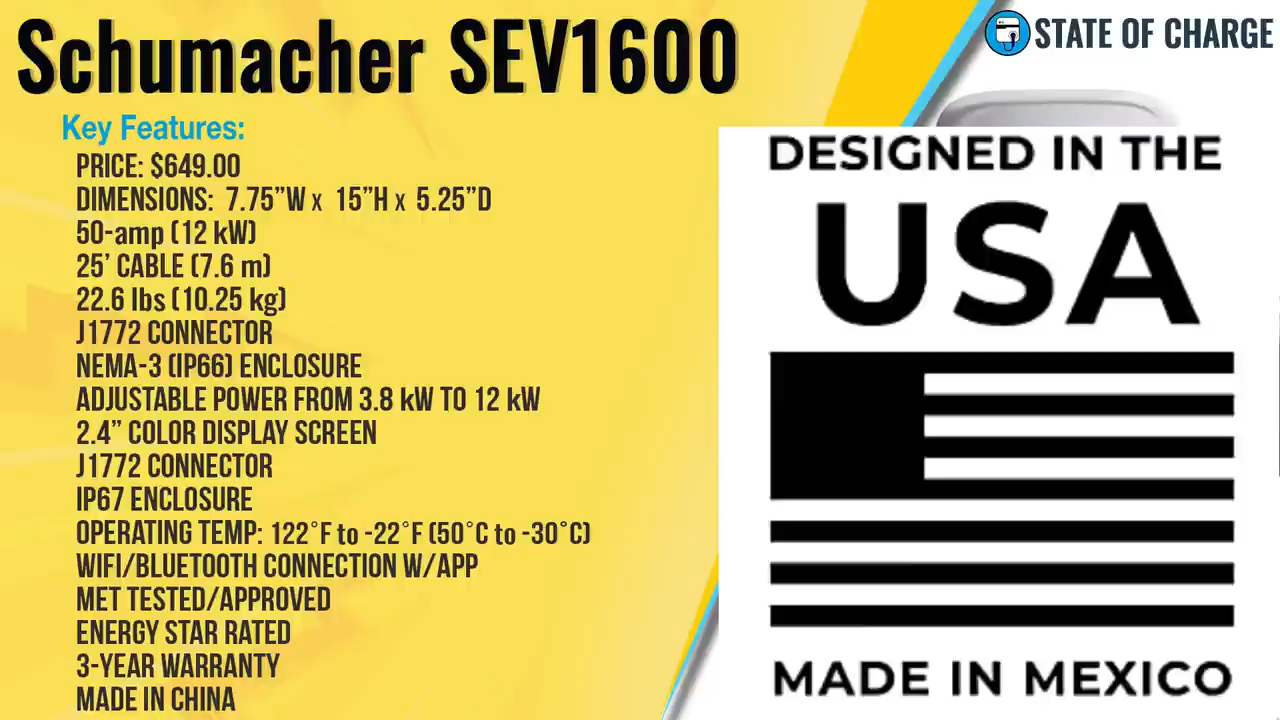 Schumacher SEV1600
STATE OF CHARGE
Key Features:
PRICE: $649.00
DIMENSIONS: 7.75”W x 15”H x 5.25”D
50-amp (12 kW)
25’ CABLE (7.6 m)
22.6 lbs (10.25 kg)
J1772 CONNECTOR
NEMA-3 (IP66) ENCLOSURE
ADJUSTABLE POWER FROM 3.8 kW TO 12 kW
2.4” COLOR DISPLAY SCREEN
J1772 CONNECTOR
IP67 ENCLOSURE
OPERATING TEMP: 122°F to -22°F (50°C to -30°C)
WIFI/BLUETOOTH CONNECTION W/APP
MET TESTED/APPROVED
ENERGY STAR RATED
3-YEAR WARRANTY
MADE IN CHINA
DESIGNED IN THE
USA
MADE IN MEXICO